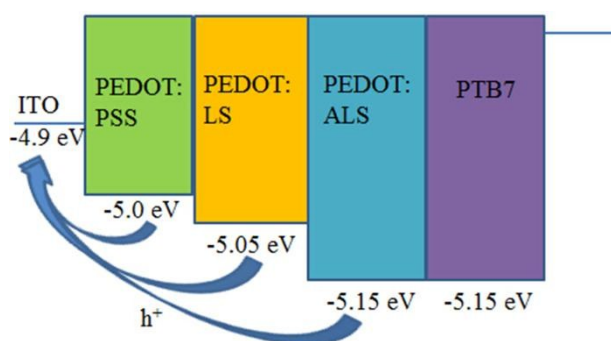 ITO
-4.9 eV
PEDOT:
PSS
-5.0 eV
PEDOT:
LS
-5.05 eV
PEDOT:
ALS
-5.15 eV
PTB7
-5.15 eV
h⁺